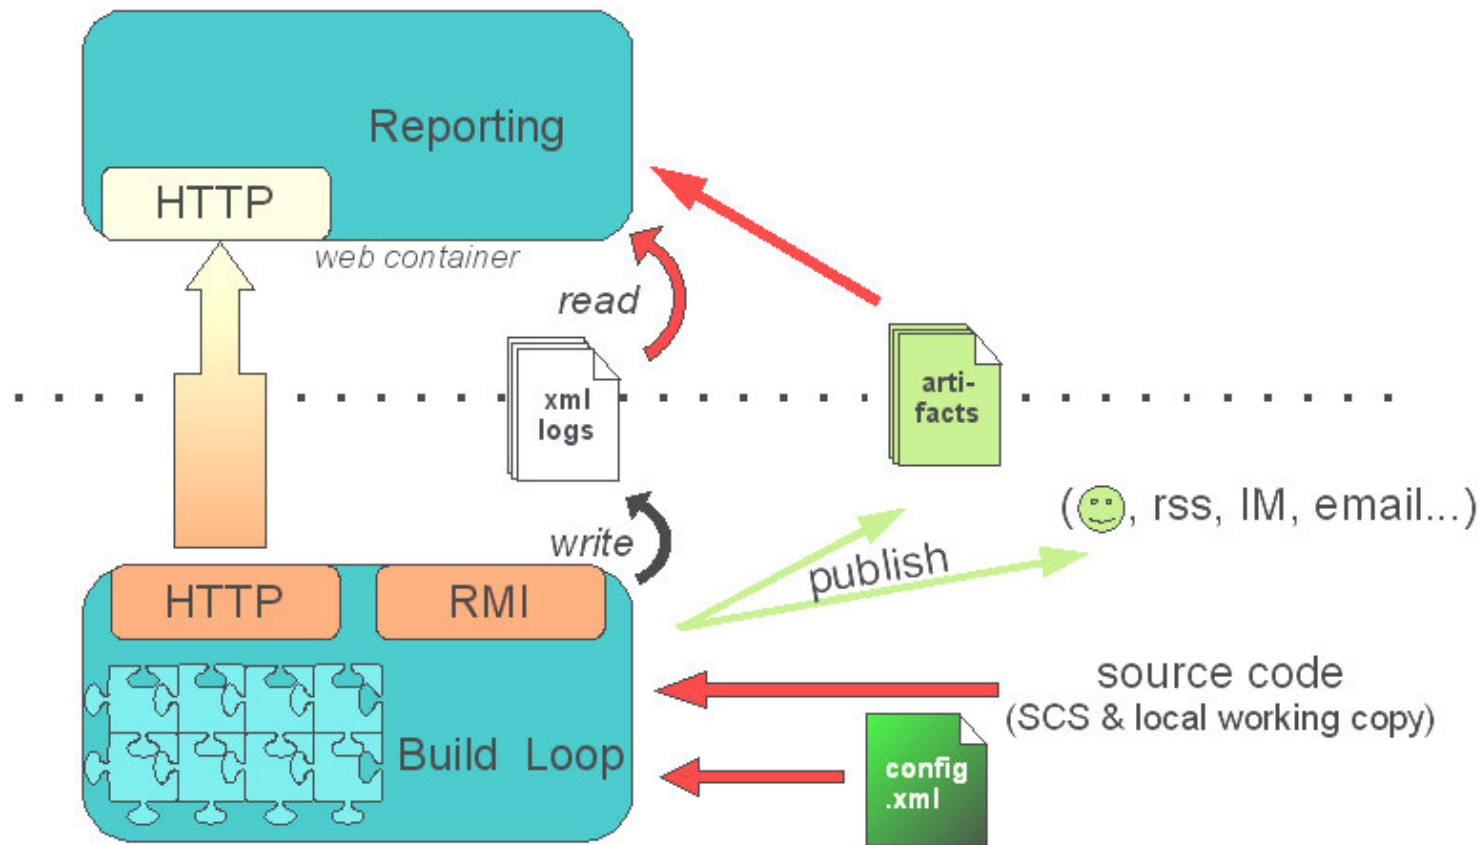 Reporting
HTTP
web container
read
xml
logs
arti-
facts
(, rss, IM, email...)
write
publish
HTTP
RMI
source code
(SCS & local working copy)
Build Loop
config
.xml